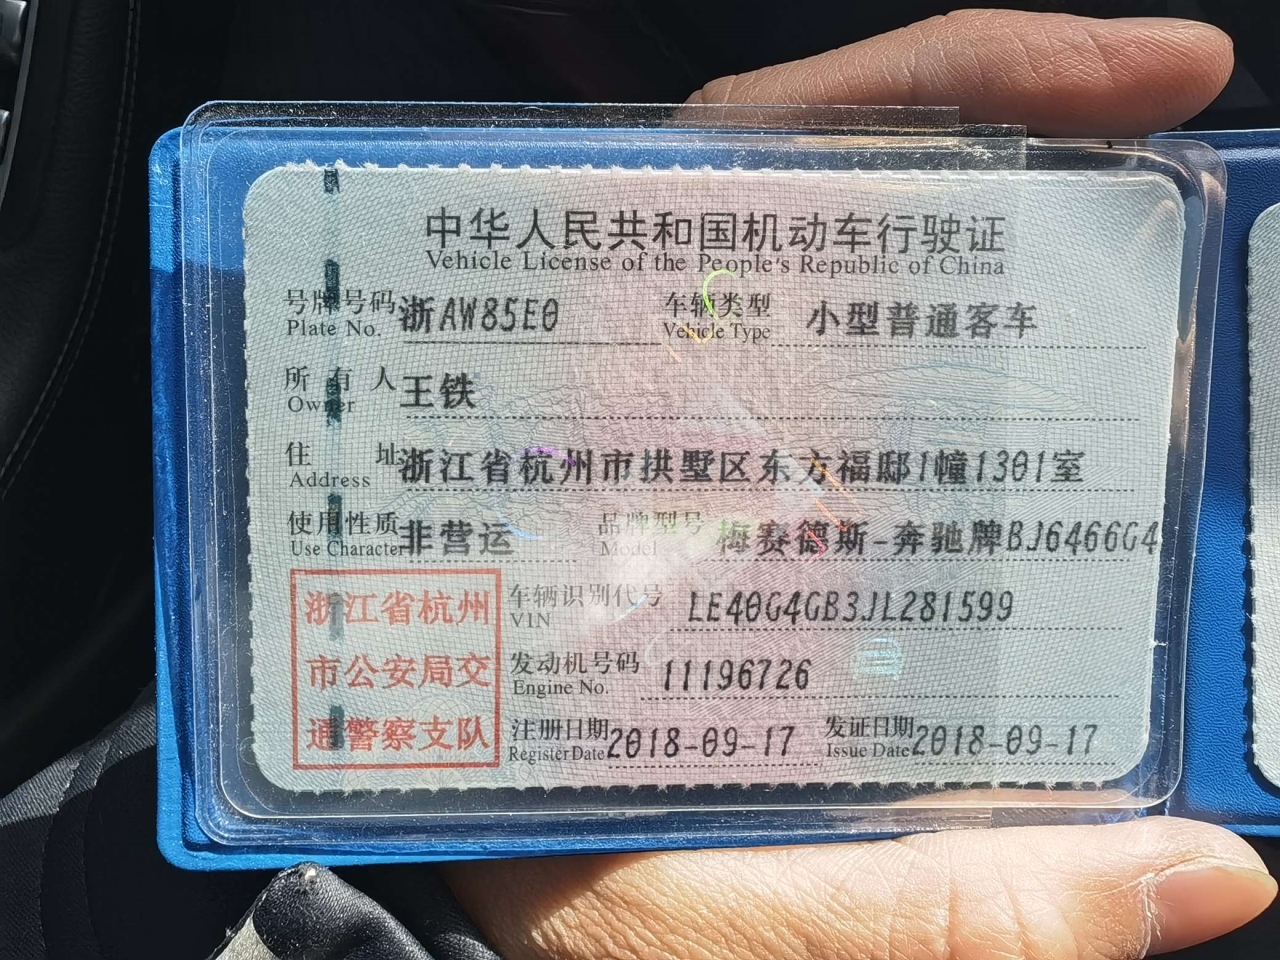 中华人民共和国机动车行驶证
Vehicle License of the People's Republic of China
号牌号码 浙AW85E0 车辆类型 小型普通客车
Plate No. Vehicle Type
所有人 王铁
Owner
住址 浙江省杭州市拱墅区东方福邸1幢1301室
Address
使用性质 非营运 品牌型号 梅赛德斯-奔驰牌BJ6466G4
Use Character Model
浙江省杭州
市公安局交
通警察支队
车辆识别代号 LE40G4GB3JL281599
VIN
发动机号码 11196726
Engine No.
注册日期 2018-09-17 发证日期 2018-09-17
Register Date Issue Date